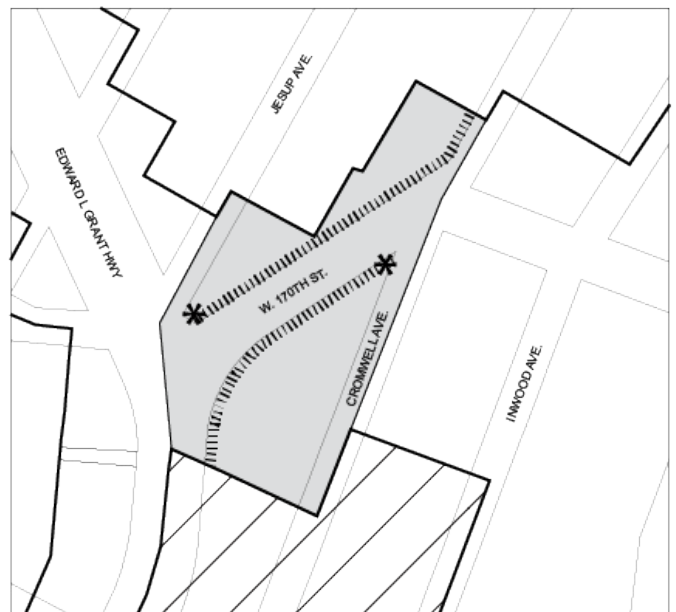 JESUP AVE.
EDWARD L GRANT HWY
W. 170TH ST.
CROMWELL AVE.
INWOOD AVE.